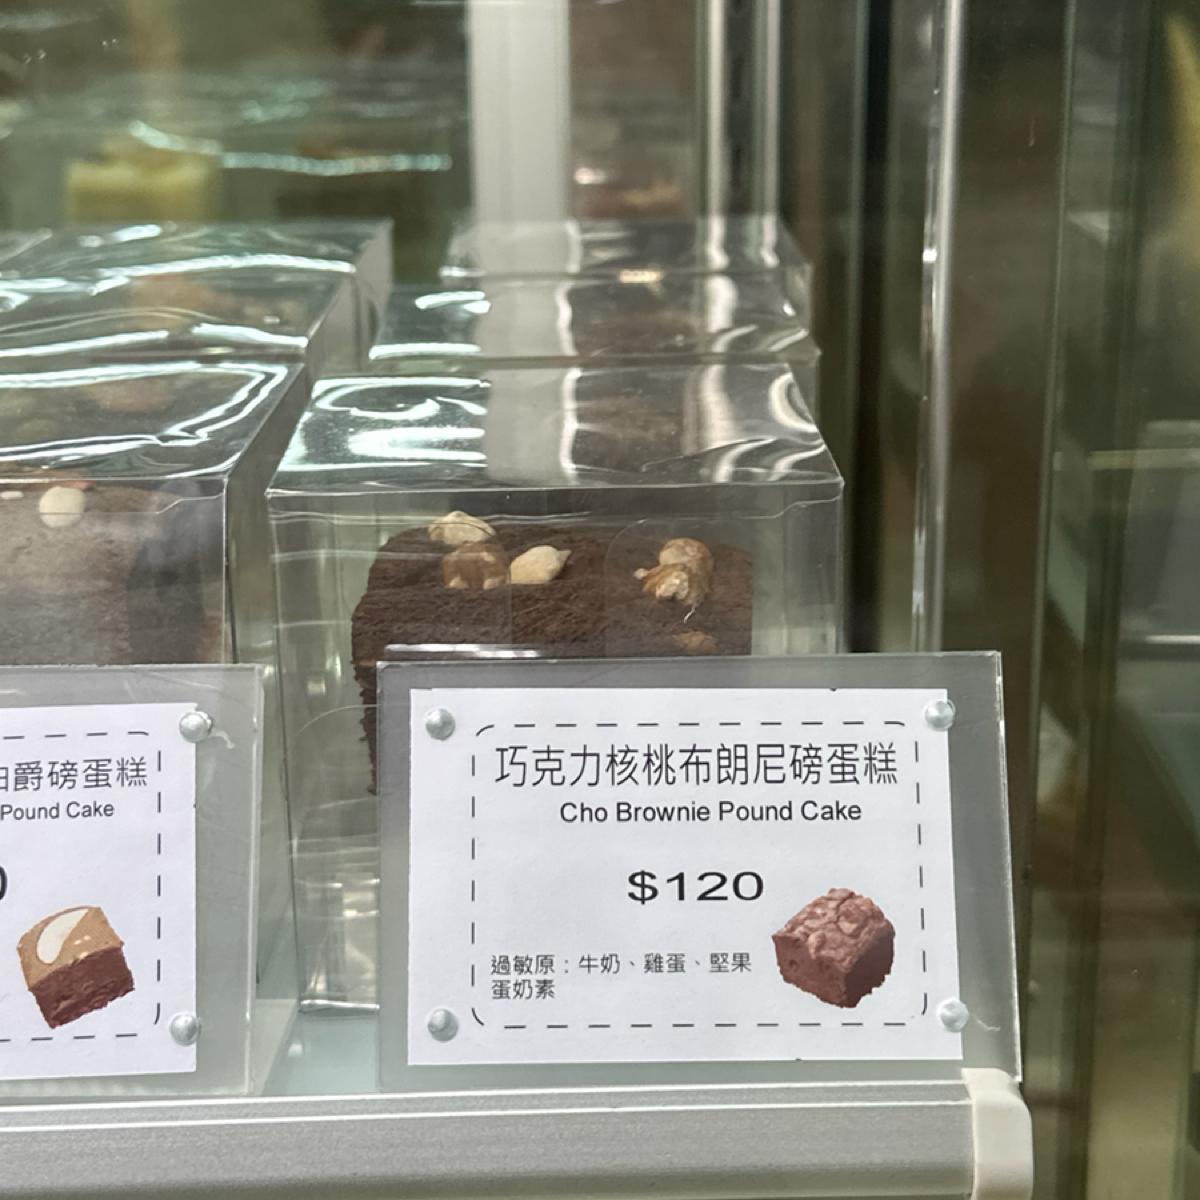 爵磅蛋糕
Pound Cake
0
巧克力核桃布朗尼磅蛋糕
Cho Brownie Pound Cake
$120
過敏原：牛奶、雞蛋、堅果
蛋奶素